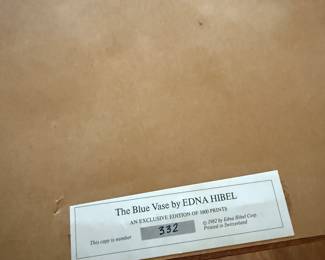 The Blue Vase by EDNA HIBEL
AN EXCLUSIVE EDITION OF 1000 PRINTS
This copy is number 332
© 1982 by Edna Hibel Corp.
Printed in Switzerland